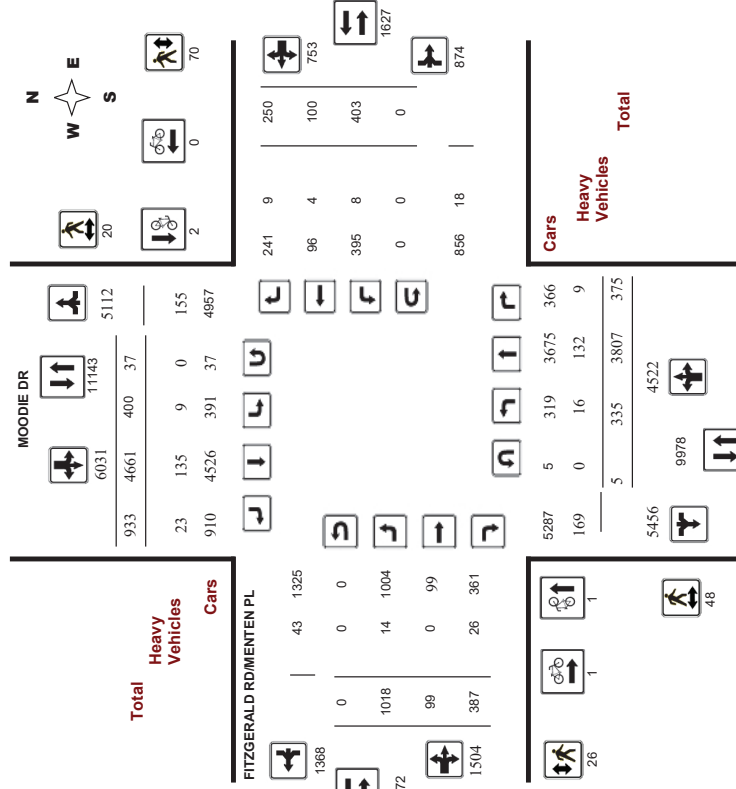 N
W E
S
70
0
2
20
MOODIE DR
11143
6031
5112
933 4661 400 37
23 135 9 0 155
910 4526 391 37 4957
753
1627
874
241 9 250
96 4 100
395 8 403
0 0 0
856 18
Total
Heavy
Vehicles
Cars
FITZGERALD RD/MENTEN PL
43 1325
0 0 0
1018 14 1004
99 0 99
387 26 361
1368
72
1504
Cars
Heavy
Vehicles
Total
5287 5 319 3675 366
169 0 16 132 9
5 335 3807 375
5456
4522
9978
1
1
26
48